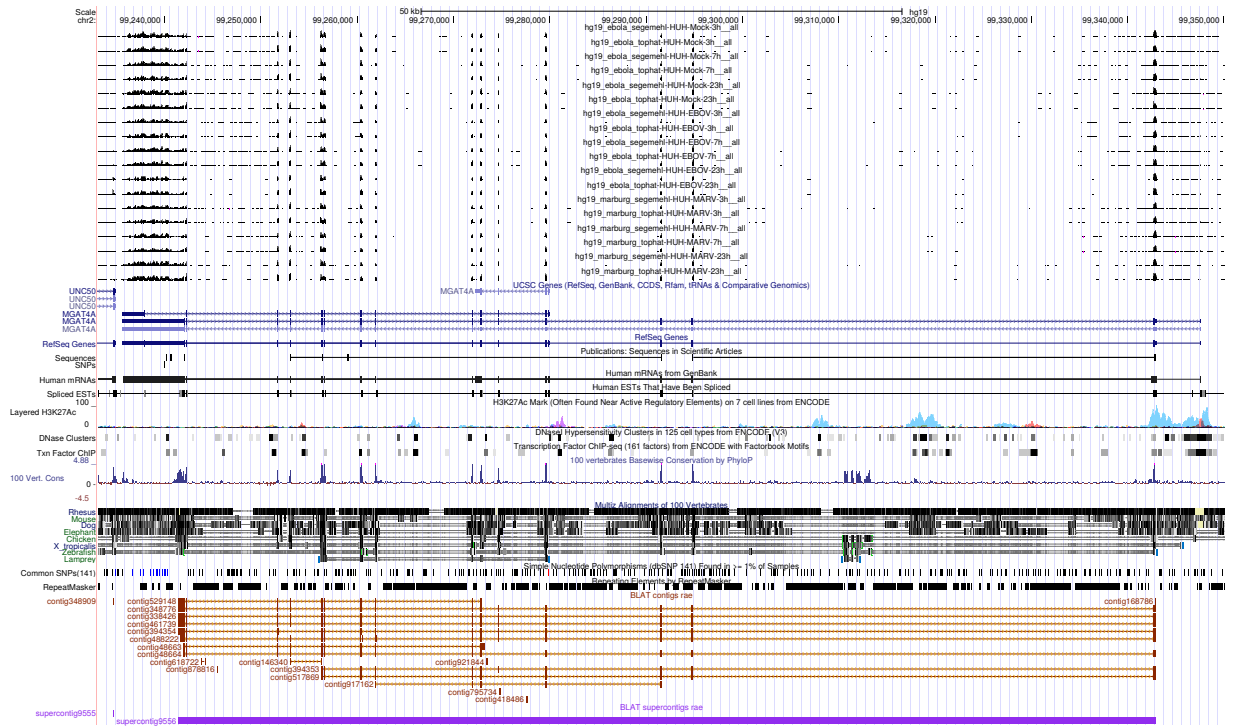 Scale 50 kb hg19
chr2: 99,240,000 99,250,000 99,260,000 99,270,000 99,280,000 99,290,000 99,300,000 99,310,000 99,320,000 99,330,000 99,340,000 99,350,000
hg19_ebola_segemehl-HUH-Mock-3h__all
hg19_ebola_tophat-HUH-Mock-3h__all
hg19_ebola_segemehl-HUH-Mock-7h__all
hg19_ebola_tophat-HUH-Mock-7h__all
hg19_ebola_segemehl-HUH-Mock-23h__all
hg19_ebola_tophat-HUH-Mock-23h__all
hg19_ebola_segemehl-HUH-EBOV-3h__all
hg19_ebola_tophat-HUH-EBOV-3h__all
hg19_ebola_segemehl-HUH-EBOV-7h__all
hg19_ebola_tophat-HUH-EBOV-7h__all
hg19_ebola_segemehl-HUH-EBOV-23h__all
hg19_ebola_tophat-HUH-EBOV-23h__all
hg19_marburg_segemehl-HUH-MARV-3h__all
hg19_marburg_tophat-HUH-MARV-3h__all
hg19_marburg_segemehl-HUH-MARV-7h__all
hg19_marburg_tophat-HUH-MARV-7h__all
hg19_marburg_segemehl-HUH-MARV-23h__all
hg19_marburg_tophat-HUH-MARV-23h__all
UCSC Genes (RefSeq, GenBank, CCDS, Rfam, tRNAs & Comparative Genomics)
UNC50 MGAT4A
UNC50
UNC50
MGAT4A
MGAT4A
MGAT4A
RefSeq Genes
RefSeq Genes
Publications: Sequences in Scientific Articles
Sequences
SNPs
Human mRNAs from GenBank
Human mRNAs
Human ESTs That Have Been Spliced
Spliced ESTs
H3K27Ac Mark (Often Found Near Active Regulatory Elements) on 7 cell lines from ENCODE
100
Layered H3K27Ac
0
DNaseI Hypersensitivity Clusters in 125 cell types from ENCODE (V3)
DNase Clusters
Transcription Factor ChIP-seq (161 factors) from ENCODE with Factorbook Motifs
Txn Factor ChIP
100 vertebrates Basewise Conservation by PhyloP
4.88
100 Vert. Cons
0
-4.5
Multiz Alignments of 100 Vertebrates
Rhesus
Mouse
Dog
Elephant
Chicken
X_tropicalis
Zebrafish
Lamprey
Simple Nucleotide Polymorphisms (dbSNP 141) Found in >= 1% of Samples
Common SNPs(141)
Repeating Elements by RepeatMasker
RepeatMasker
BLAT contigs rae
contig348909 contig529148 contig168786
contig348776
contig338426
contig461739
contig394354
contig488222
contig48663
contig48664
contig618722 contig146340 contig921844
contig878816 contig394353
contig517869
contig917162
contig795734
contig418486
BLAT supercontigs rae
supercontig9555
supercontig9556